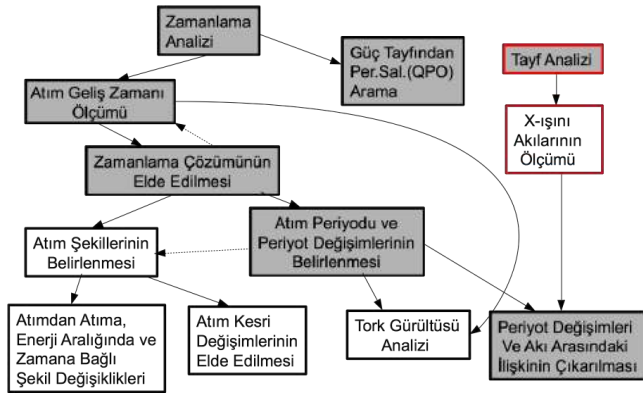 Zamanlama
Analizi
Güç Tayfından
Per.Sal.(QPO)
Arama
Tayf Analizi
Atım Geliş Zamanı
Ölçümü
X-ışını
Akılarının
Ölçümü
Zamanlama Çözümünün
Elde Edilmesi
Atım Şekillerinin
Belirlenmesi
Atım Periyodu ve
Periyot Değişimlerinin
Belirlenmesi
Atımdan Atıma,
Enerji Aralığında ve
Zamana Bağlı
Şekil Değişiklikleri
Atım Kesri
Değişimlerinin
Elde Edilmesi
Tork Gürültüsü
Analizi
Periyot Değişimleri
Ve Akı Arasındaki
İlişkinin Çıkarılması